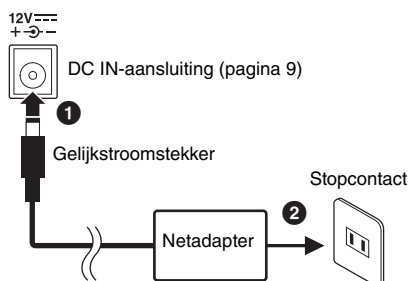 12V
+ -
DC IN-aansluiting (pagina 9)
1
Gelijkstroomstekker
Stopcontact
2
Netadapter